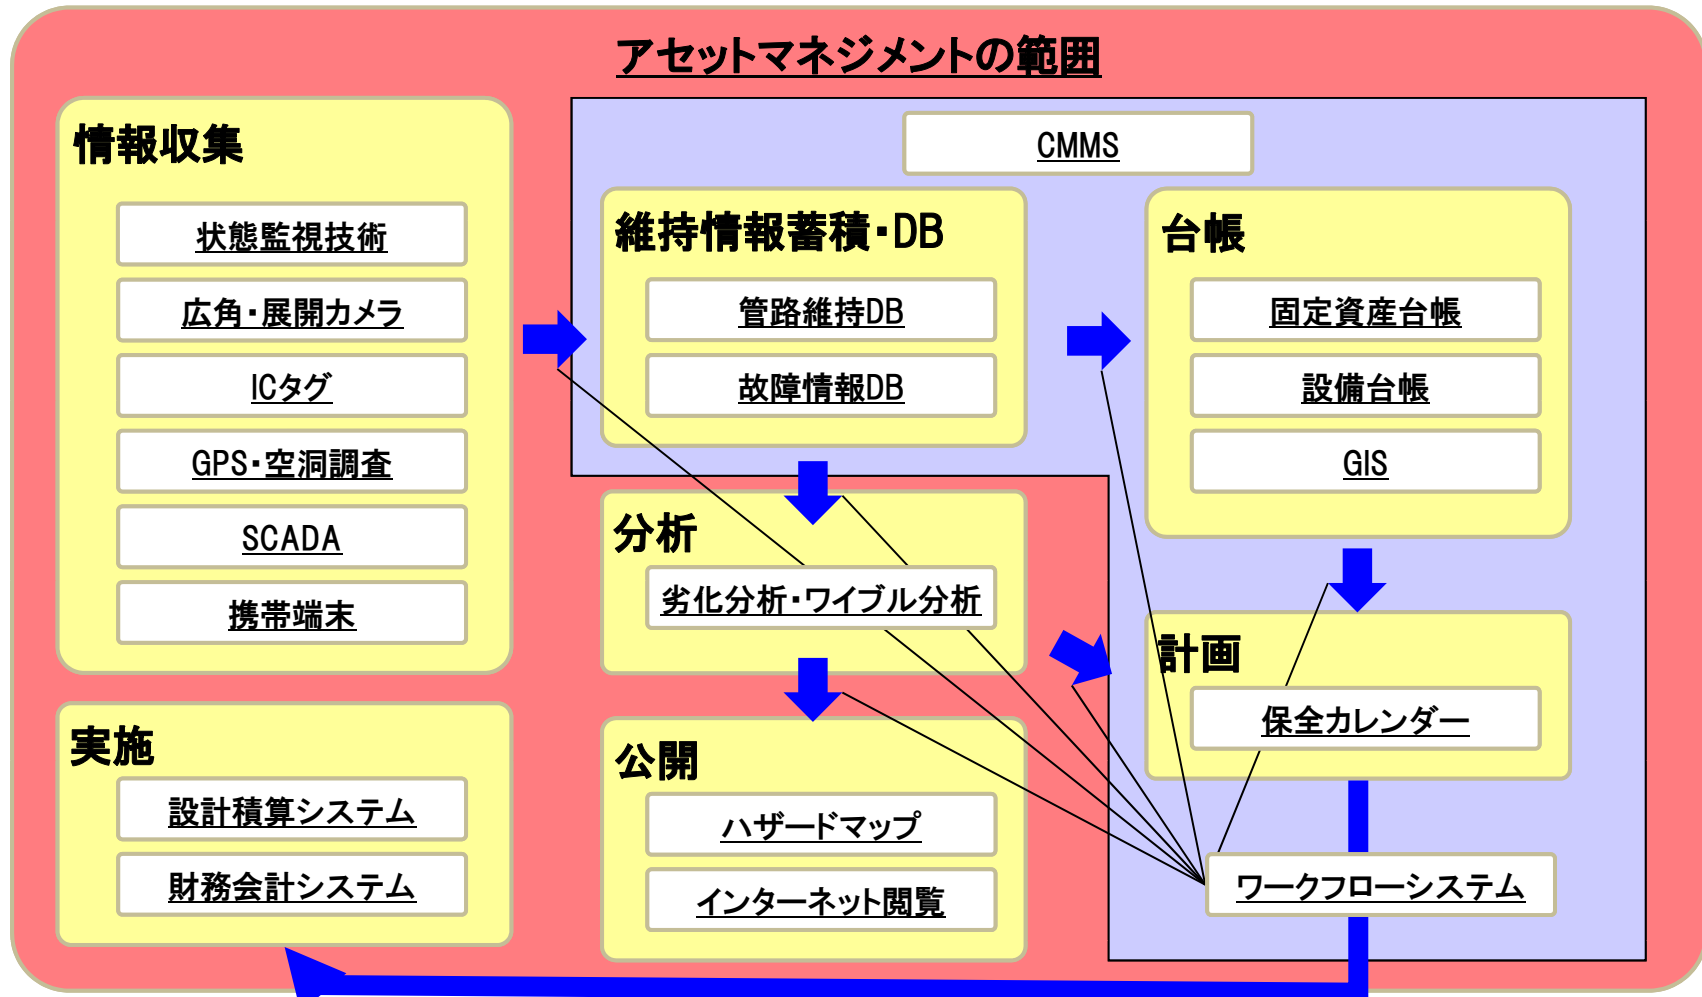 アセットマネジメントの範囲
情報収集
状態監視技術
広角・展開カメラ
ICタグ
GPS・空洞調査
SCADA
携帯端末
実施
設計積算システム
財務会計システム
CMMS
維持情報蓄積・DB
管路維持DB
故障情報DB
分析
劣化分析・ワイブル分析
公開
ハザードマップ
インターネット閲覧
台帳
固定資産台帳
設備台帳
GIS
計画
保全カレンダー
ワークフローシステム